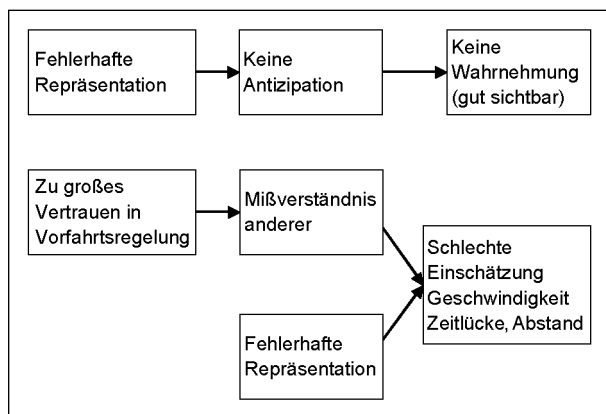 Fehlerhafte
Repräsentation
Keine
Antizipation
Keine
Wahrnehmung
(gut sichtbar)
Zu großes
Vertrauen in
Vorfahrtsregelung
Mißverständnis
anderer
Schlechte
Einschätzung
Geschwindigkeit
Zeitlücke, Abstand
Fehlerhafte
Repräsentation